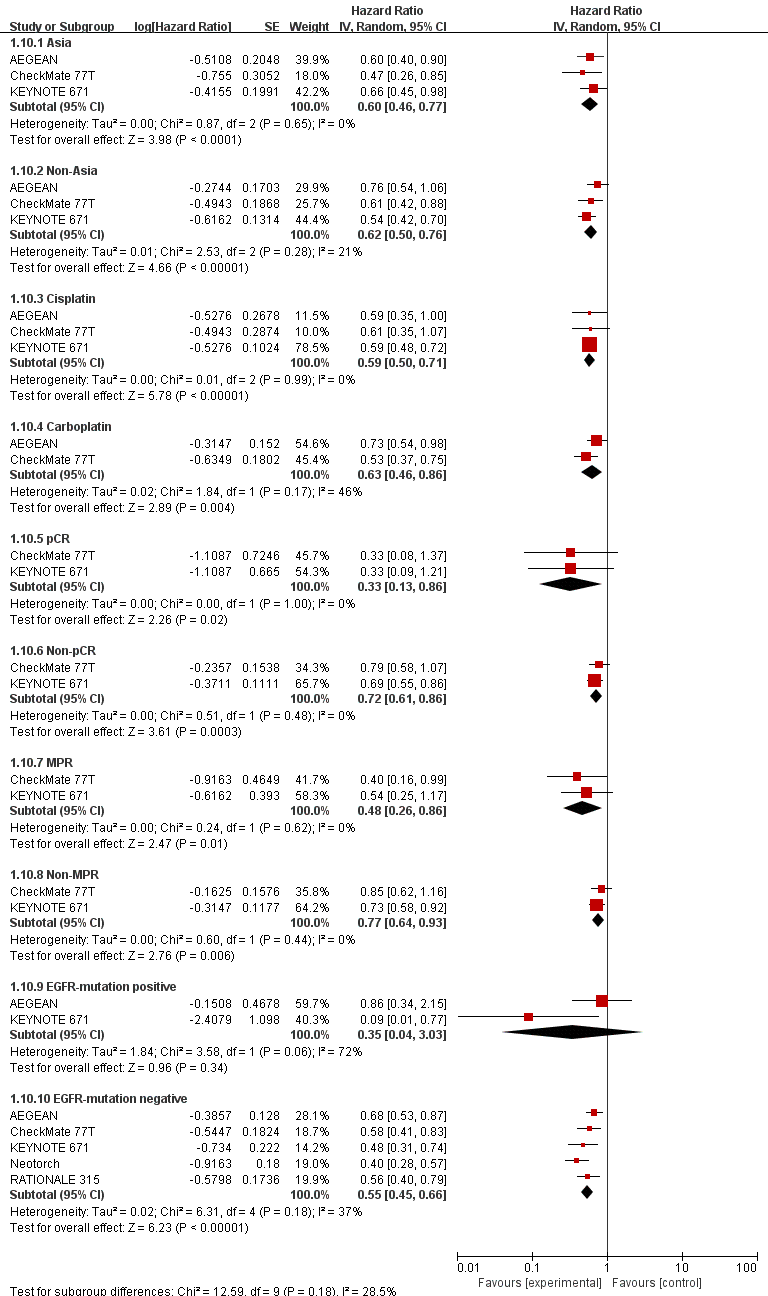 Hazard Ratio Hazard Ratio
Study or Subgroup log[Hazard Ratio] SE Weight IV, Random, 95% CI IV, Random, 95% CI
1.10.1 Asia
AEGEAN -0.5108 0.2048 39.9% 0.60 [0.40, 0.90]
CheckMate 77T -0.755 0.3052 18.0% 0.47 [0.26, 0.85]
KEYNOTE 671 -0.4155 0.1991 42.2% 0.66 [0.45, 0.98]
Subtotal (95% CI) 100.0% 0.60 [0.46, 0.77]
Heterogeneity: Tau² = 0.00; Chi² = 0.87, df = 2 (P = 0.65); I² = 0%
Test for overall effect: Z = 3.98 (P < 0.0001)
1.10.2 Non-Asia
AEGEAN -0.2744 0.1703 29.9% 0.76 [0.54, 1.06]
CheckMate 77T -0.4943 0.1868 25.7% 0.61 [0.42, 0.88]
KEYNOTE 671 -0.6162 0.1314 44.4% 0.54 [0.42, 0.70]
Subtotal (95% CI) 100.0% 0.62 [0.50, 0.76]
Heterogeneity: Tau² = 0.01; Chi² = 2.53, df = 2 (P = 0.28); I² = 21%
Test for overall effect: Z = 4.66 (P < 0.00001)
1.10.3 Cisplatin
AEGEAN -0.5276 0.2678 11.5% 0.59 [0.35, 1.00]
CheckMate 77T -0.4943 0.2874 10.0% 0.61 [0.35, 1.07]
KEYNOTE 671 -0.5276 0.1024 78.5% 0.59 [0.48, 0.72]
Subtotal (95% CI) 100.0% 0.59 [0.50, 0.71]
Heterogeneity: Tau² = 0.00; Chi² = 0.01, df = 2 (P = 0.99); I² = 0%
Test for overall effect: Z = 5.78 (P < 0.00001)
1.10.4 Carboplatin
AEGEAN -0.3147 0.152 54.6% 0.73 [0.54, 0.98]
CheckMate 77T -0.6349 0.1802 45.4% 0.53 [0.37, 0.75]
Subtotal (95% CI) 100.0% 0.63 [0.46, 0.86]
Heterogeneity: Tau² = 0.02; Chi² = 1.84, df = 1 (P = 0.17); I² = 46%
Test for overall effect: Z = 2.89 (P = 0.004)
1.10.5 pCR
CheckMate 77T -1.1087 0.7246 45.7% 0.33 [0.08, 1.37]
KEYNOTE 671 -1.1087 0.665 54.3% 0.33 [0.09, 1.21]
Subtotal (95% CI) 100.0% 0.33 [0.13, 0.86]
Heterogeneity: Tau² = 0.00; Chi² = 0.00, df = 1 (P = 1.00); I² = 0%
Test for overall effect: Z = 2.26 (P = 0.02)
1.10.6 Non-pCR
CheckMate 77T -0.2357 0.1538 34.3% 0.79 [0.58, 1.07]
KEYNOTE 671 -0.3711 0.1111 65.7% 0.69 [0.55, 0.86]
Subtotal (95% CI) 100.0% 0.72 [0.61, 0.86]
Heterogeneity: Tau² = 0.00; Chi² = 0.51, df = 1 (P = 0.48); I² = 0%
Test for overall effect: Z = 3.61 (P = 0.0003)
1.10.7 MPR
CheckMate 77T -0.9163 0.4649 41.7% 0.40 [0.16, 0.99]
KEYNOTE 671 -0.6162 0.393 58.3% 0.54 [0.25, 1.17]
Subtotal (95% CI) 100.0% 0.48 [0.26, 0.86]
Heterogeneity: Tau² = 0.00; Chi² = 0.24, df = 1 (P = 0.62); I² = 0%
Test for overall effect: Z = 2.47 (P = 0.01)
1.10.8 Non-MPR
CheckMate 77T -0.1625 0.1576 35.8% 0.85 [0.62, 1.16]
KEYNOTE 671 -0.3147 0.1177 64.2% 0.73 [0.58, 0.92]
Subtotal (95% CI) 100.0% 0.77 [0.64, 0.93]
Heterogeneity: Tau² = 0.00; Chi² = 0.60, df = 1 (P = 0.44); I² = 0%
Test for overall effect: Z = 2.76 (P = 0.006)
1.10.9 EGFR-mutation positive
AEGEAN -0.1508 0.4678 59.7% 0.86 [0.34, 2.15]
KEYNOTE 671 -2.4079 1.098 40.3% 0.09 [0.01, 0.77]
Subtotal (95% CI) 100.0% 0.35 [0.04, 3.03]
Heterogeneity: Tau² = 1.84; Chi² = 3.58, df = 1 (P = 0.06); I² = 72%
Test for overall effect: Z = 0.96 (P = 0.34)
1.10.10 EGFR-mutation negative
AEGEAN -0.3857 0.128 28.1% 0.68 [0.53, 0.87]
CheckMate 77T -0.5447 0.1824 18.7% 0.58 [0.41, 0.83]
KEYNOTE 671 -0.734 0.222 14.2% 0.48 [0.31, 0.74]
Neotorch -0.9163 0.18 19.0% 0.40 [0.28, 0.57]
RATIONALE 315 -0.5798 0.1736 19.9% 0.56 [0.40, 0.79]
Subtotal (95% CI) 100.0% 0.55 [0.45, 0.66]
Heterogeneity: Tau² = 0.02; Chi² = 6.31, df = 4 (P = 0.18); I² = 37%
Test for overall effect: Z = 6.23 (P < 0.00001)
0.01 0.1 1 10 100
Favours [experimental] Favours [control]
Test for subgroup differences: Chi² = 12.59, df = 9 (P = 0.18), I² = 28.5%